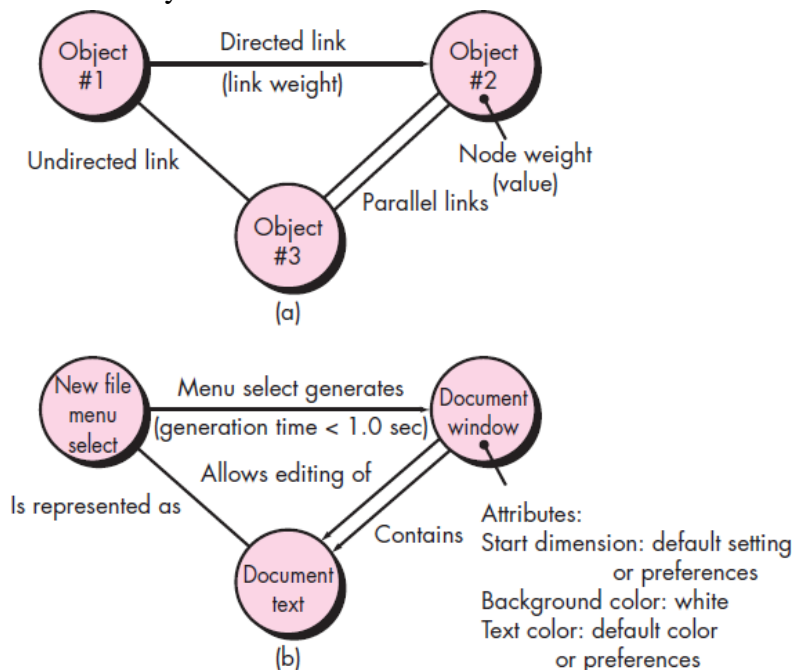 Object
#1
Directed link
(link weight)
Object
#2
Undirected link
Node weight
(value)
Parallel links
Object
#3
(a)
New file
menu
select
Menu select generates
(generation time < 1.0 sec)
Document
window
Allows editing of
Is represented as
Contains
Attributes:
Start dimension: default setting
or preferences
Background color: white
Text color: default color
or preferences
Document
text
(b)